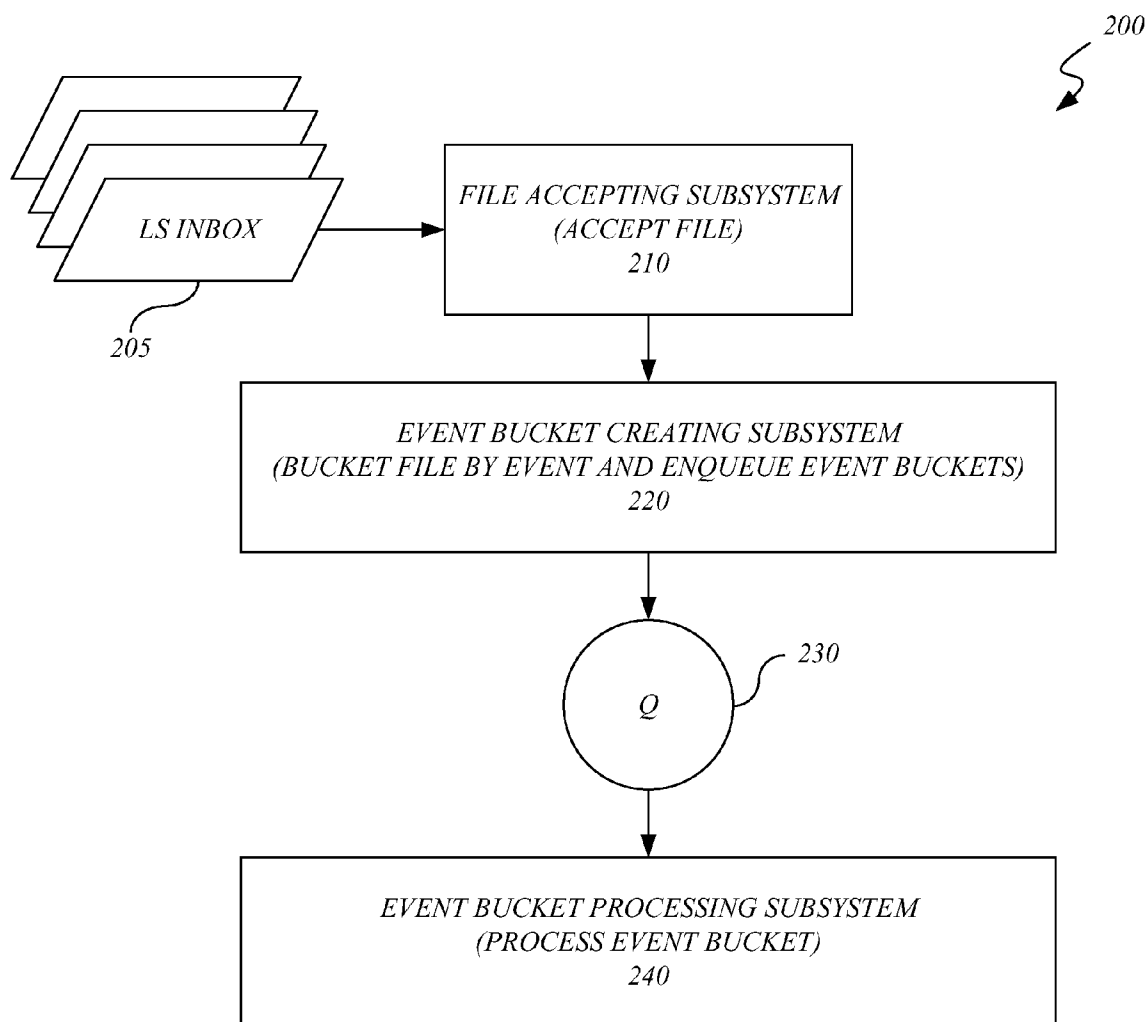 200
LS INBOX
205
FILE ACCEPTING SUBSYSTEM
(ACCEPT FILE)
210
EVENT BUCKET CREATING SUBSYSTEM
(BUCKET FILE BY EVENT AND ENQUEUE EVENT BUCKETS)
220
Q
230
EVENT BUCKET PROCESSING SUBSYSTEM
(PROCESS EVENT BUCKET)
240